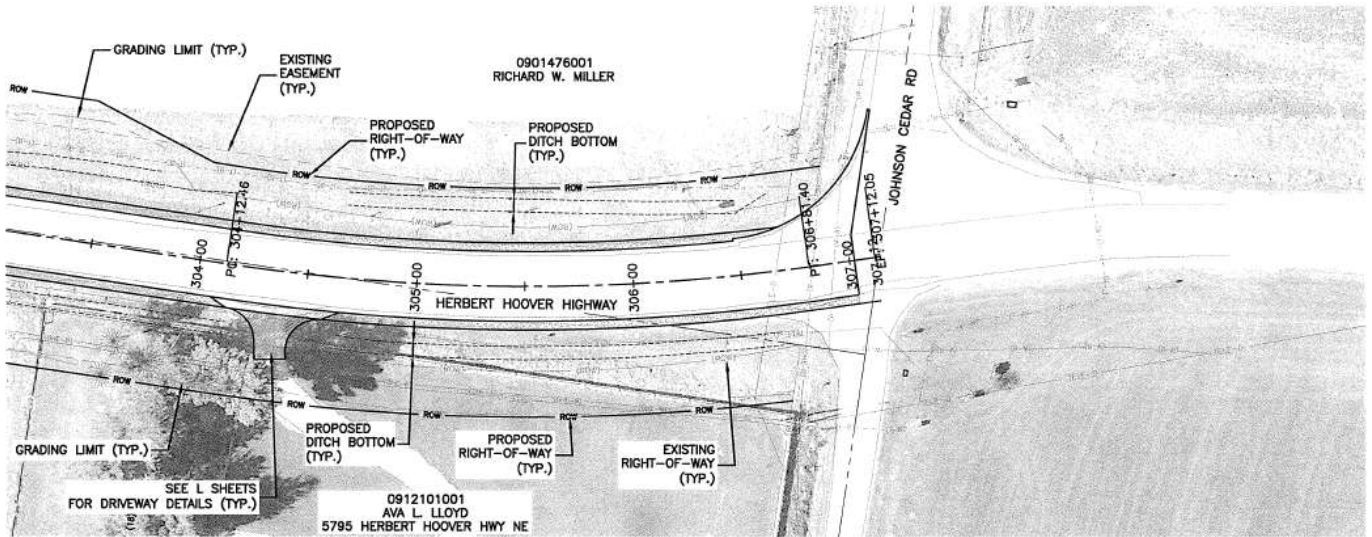 GRADING LIMIT (TYP.)
EXISTING
EASEMENT
(TYP.)
0901476001
RICHARD W. MILLER
JOHNSON CEDAR RD
ROW
PROPOSED
RIGHT-OF-WAY
(TYP.)
PROPOSED
DITCH BOTTOM
(TYP.)
ROW
ROW
ROW
ROW
304+00
PC: 304+12.46
305+00
HERBERT HOOVER HIGHWAY
306+00
307+00
ROW
ROW
ROW
ROW
ROW
GRADING LIMIT (TYP.)
PROPOSED
DITCH BOTTOM
(TYP.)
PROPOSED
RIGHT-OF-WAY
(TYP.)
EXISTING
RIGHT-OF-WAY
(TYP.)
SEE L SHEETS
FOR DRIVEWAY DETAILS (TYP.)
0912101001
AVA L. LLOYD
5795 HERBERT HOOVER HWY NE